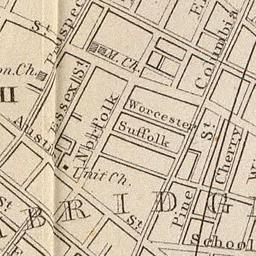 St
M. Ch.
Columbia
on. Ch.
II
Essex St
Norfolk
Worcester
Suffolk
St
Austin
Cherry
Unit Ch.
BRIDG
St
Pine
School
St